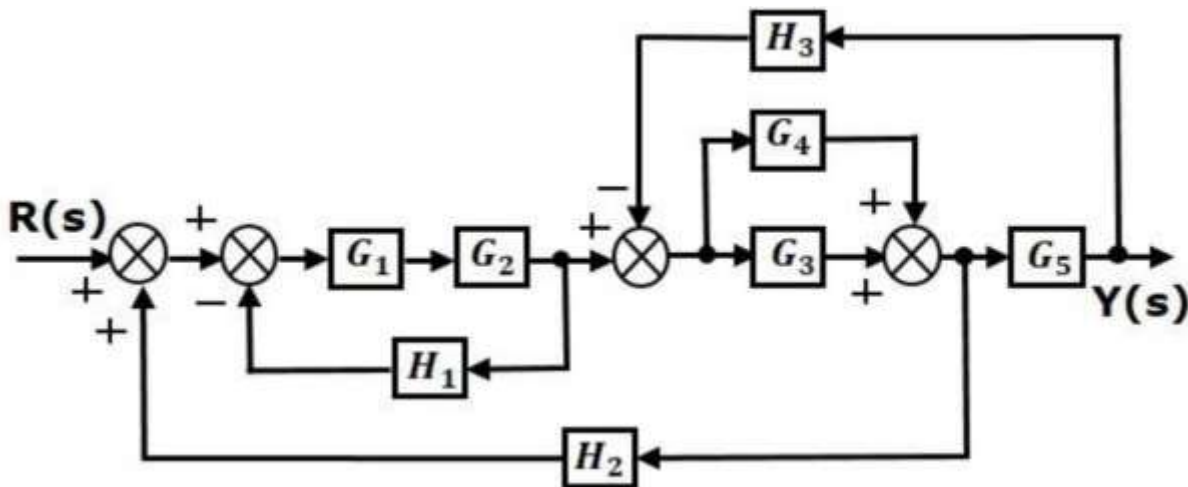 H₃
G₄
R(s)
+
+
+
−
G₁
G₂
+
−
G₃
+
+
G₅
Y(s)
+
−
H₁
H₂